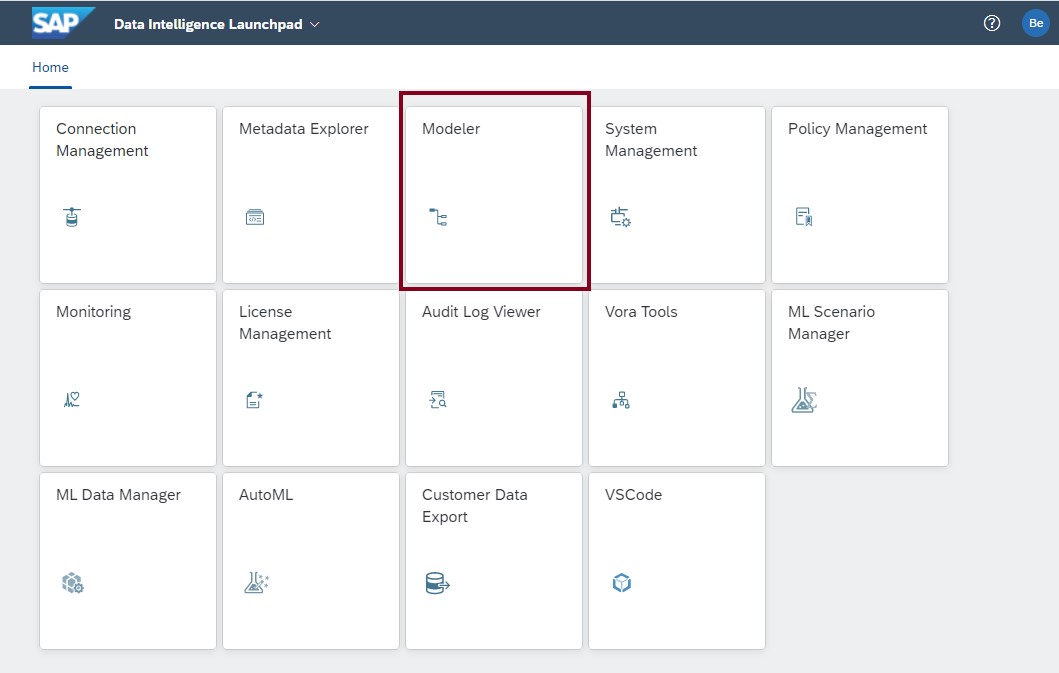 SAP
Data Intelligence Launchpad
Be
Home
Connection
Management
Metadata Explorer
Modeler
System
Management
Policy Management
Monitoring
License
Management
Audit Log Viewer
Vora Tools
ML Scenario
Manager
ML Data Manager
AutoML
Customer Data
Export
VSCode